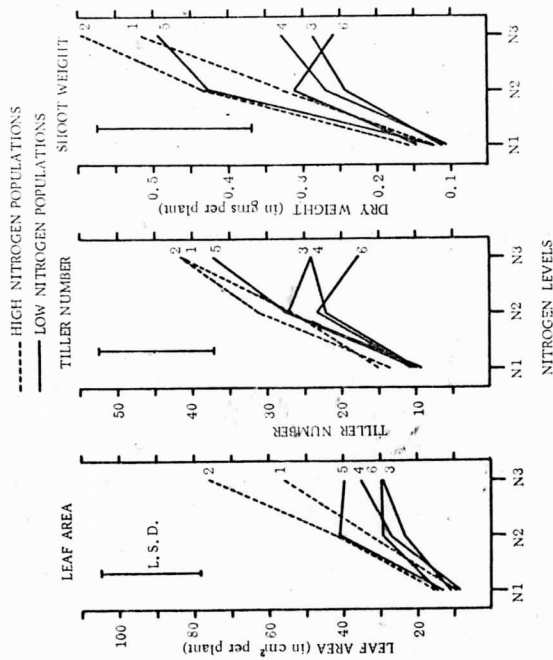 HIGH NITROGEN POPULATIONS
LOW NITROGEN POPULATIONS
LEAF AREA
TILLER NUMBER
SHOOT WEIGHT
LEAF AREA (in cm² per plant)
100
80
60
40
20
L. S. D.
2
1
5
4
6
3
N1
N2
N3
TILLER NUMBER
50
40
30
20
10
2
1
5
3
4
6
N1
N2
N3
DRY WEIGHT (in gms per plant)
0.5
0.4
0.3
0.2
0.1
2
1
5
4
3
6
N1
N2
N3
NITROGEN LEVELS